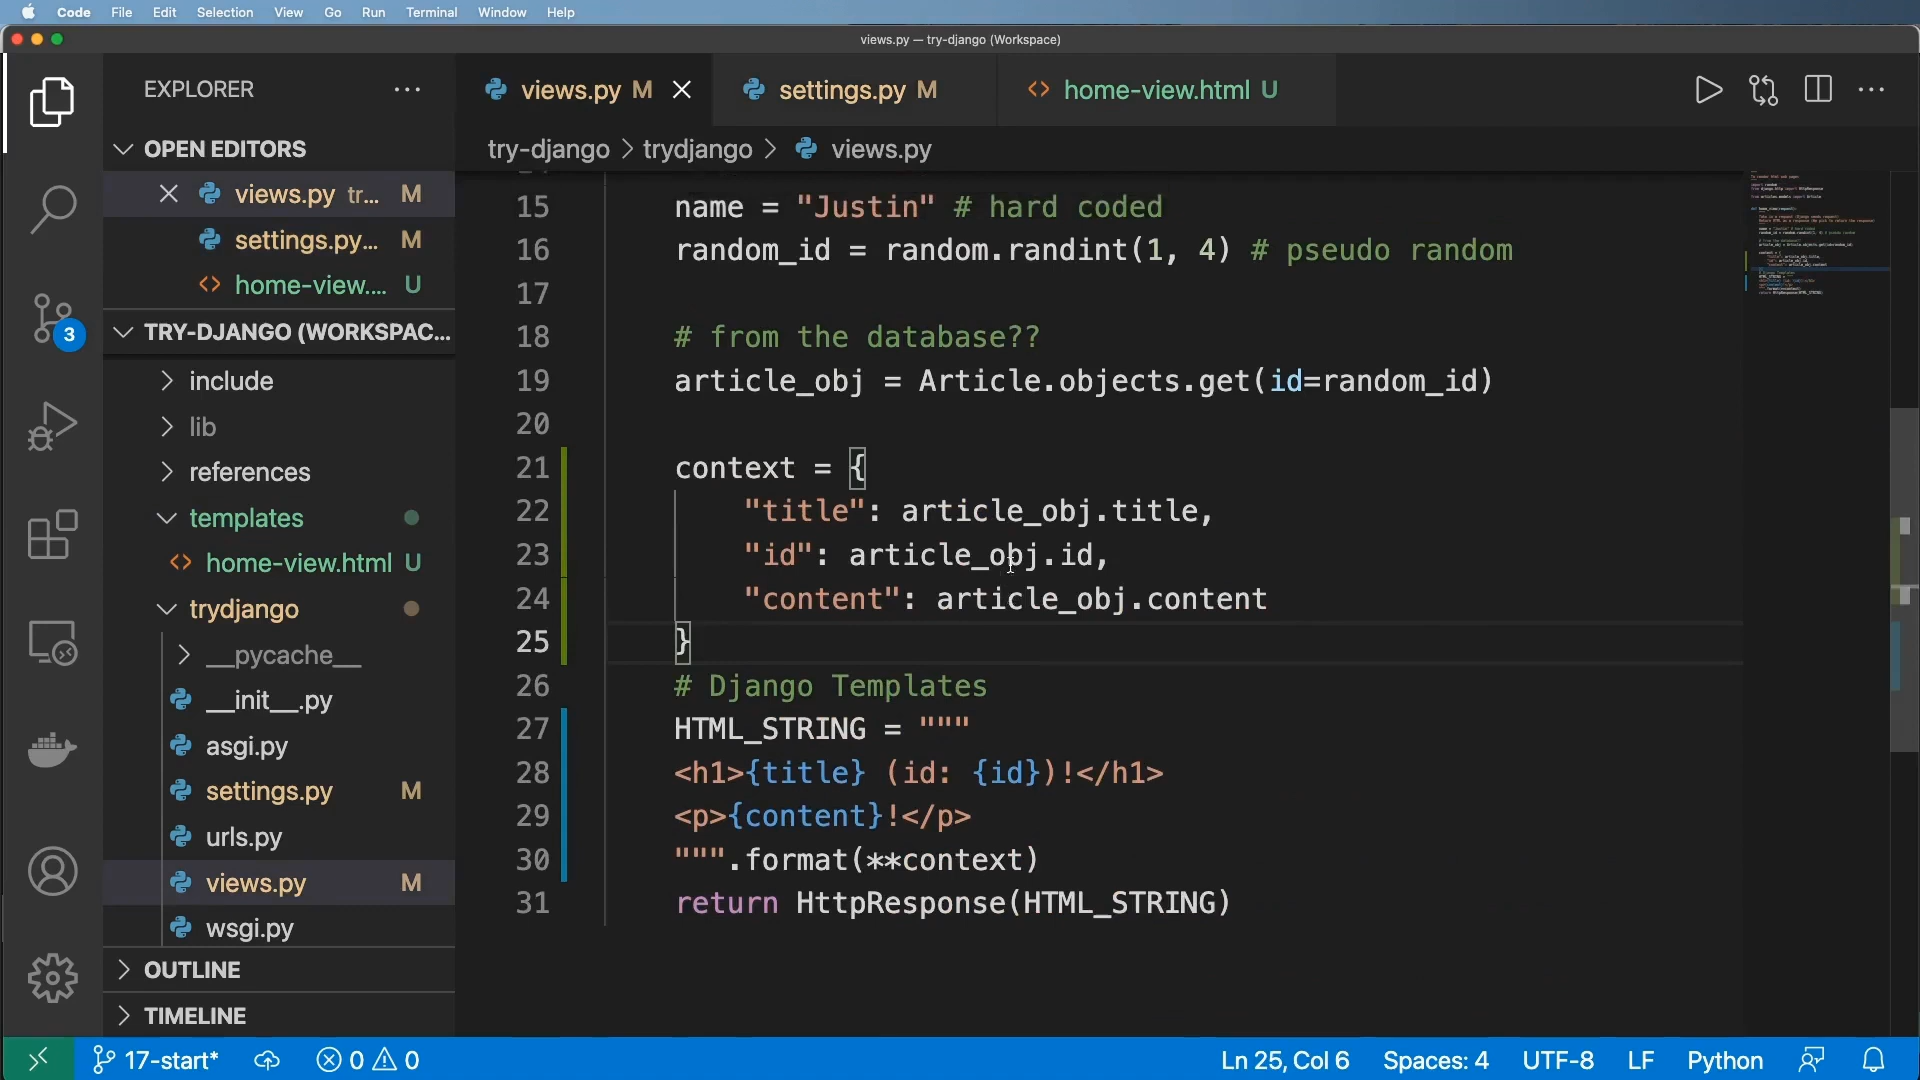 Code File Edit Selection View Go Run Terminal Window Help
views.py — try-django (Workspace)
EXPLORER
views.py M
settings.py M
home-view.html U
OPEN EDITORS
try-django > trydjango > views.py
views.py tr... M
settings.py... M
home-view.... U
3
TRY-DJANGO (WORKSPAC...
include
lib
references
templates
home-view.html U
trydjango
__pycache__
__init__.py
asgi.py
settings.py M
urls.py
views.py M
wsgi.py
OUTLINE
TIMELINE
15 name = "Justin" # hard coded
16 random_id = random.randint(1, 4) # pseudo random
17
18 # from the database??
19 article_obj = Article.objects.get(id=random_id)
20
21 context = {
22 "title": article_obj.title,
23 "id": article_obj.id,
24 "content": article_obj.content
25 }
26 # Django Templates
27 HTML_STRING = """
28 <h1>{title} (id: {id})!</h1>
29 <p>{content}!</p>
30 """.format(**context)
31 return HttpResponse(HTML_STRING)
17-start* 0 0 Ln 25, Col 6 Spaces: 4 UTF-8 LF Python